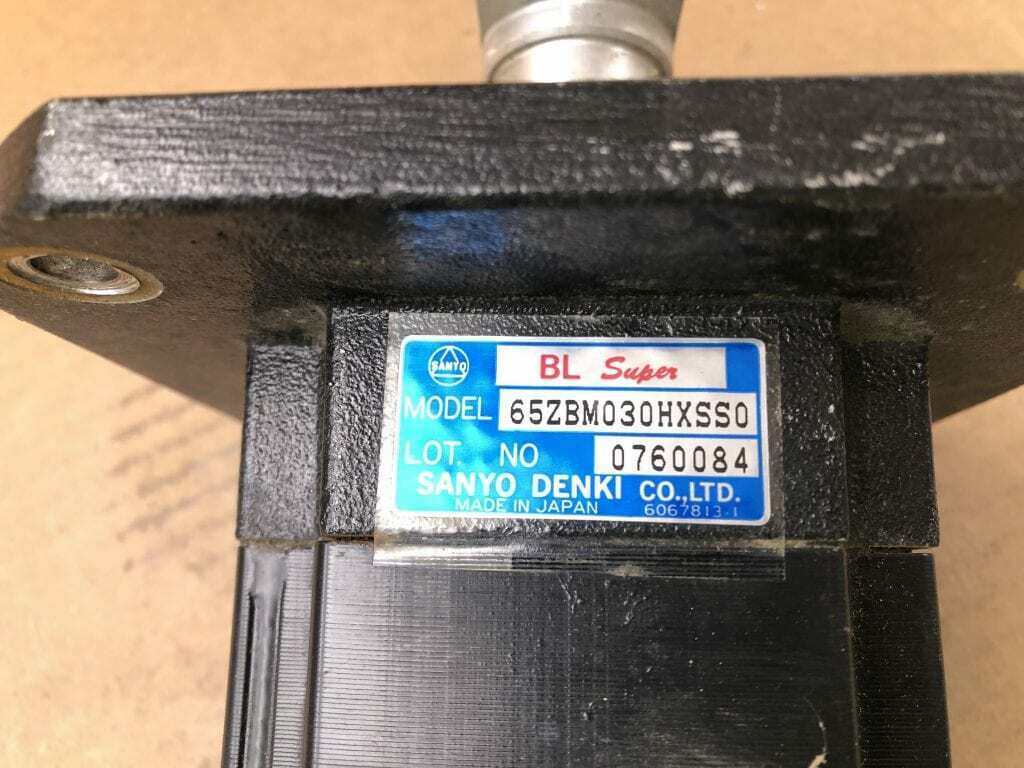 SANYO
BL Super
MODEL 65ZBM030HXSS0
LOT. NO 0760084
SANYO DENKI CO.,LTD.
MADE IN JAPAN 6067813-1